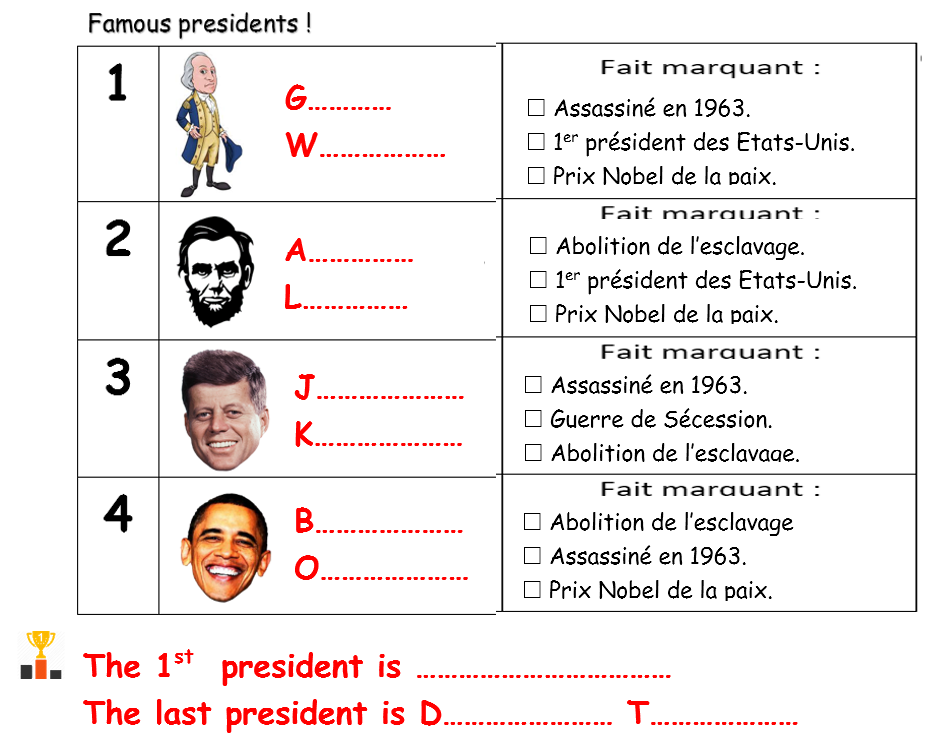 Famous presidents !
1
G…………
W………………
Fait marquant :
☐ Assassiné en 1963.
☐ 1er président des Etats-Unis.
☐ Prix Nobel de la paix.
2
A……………
L……………
Fait marquant :
☐ Abolition de l’esclavage.
☐ 1er président des Etats-Unis.
☐ Prix Nobel de la paix.
3
J…………………
K…………………
Fait marquant :
☐ Assassiné en 1963.
☐ Guerre de Sécession.
☐ Abolition de l’esclavage.
4
B…………………
O…………………
Fait marquant :
☐ Abolition de l’esclavage
☐ Assassiné en 1963.
☐ Prix Nobel de la paix.
1
The 1st president is ………………………………
The last president is D…………………… T…………………